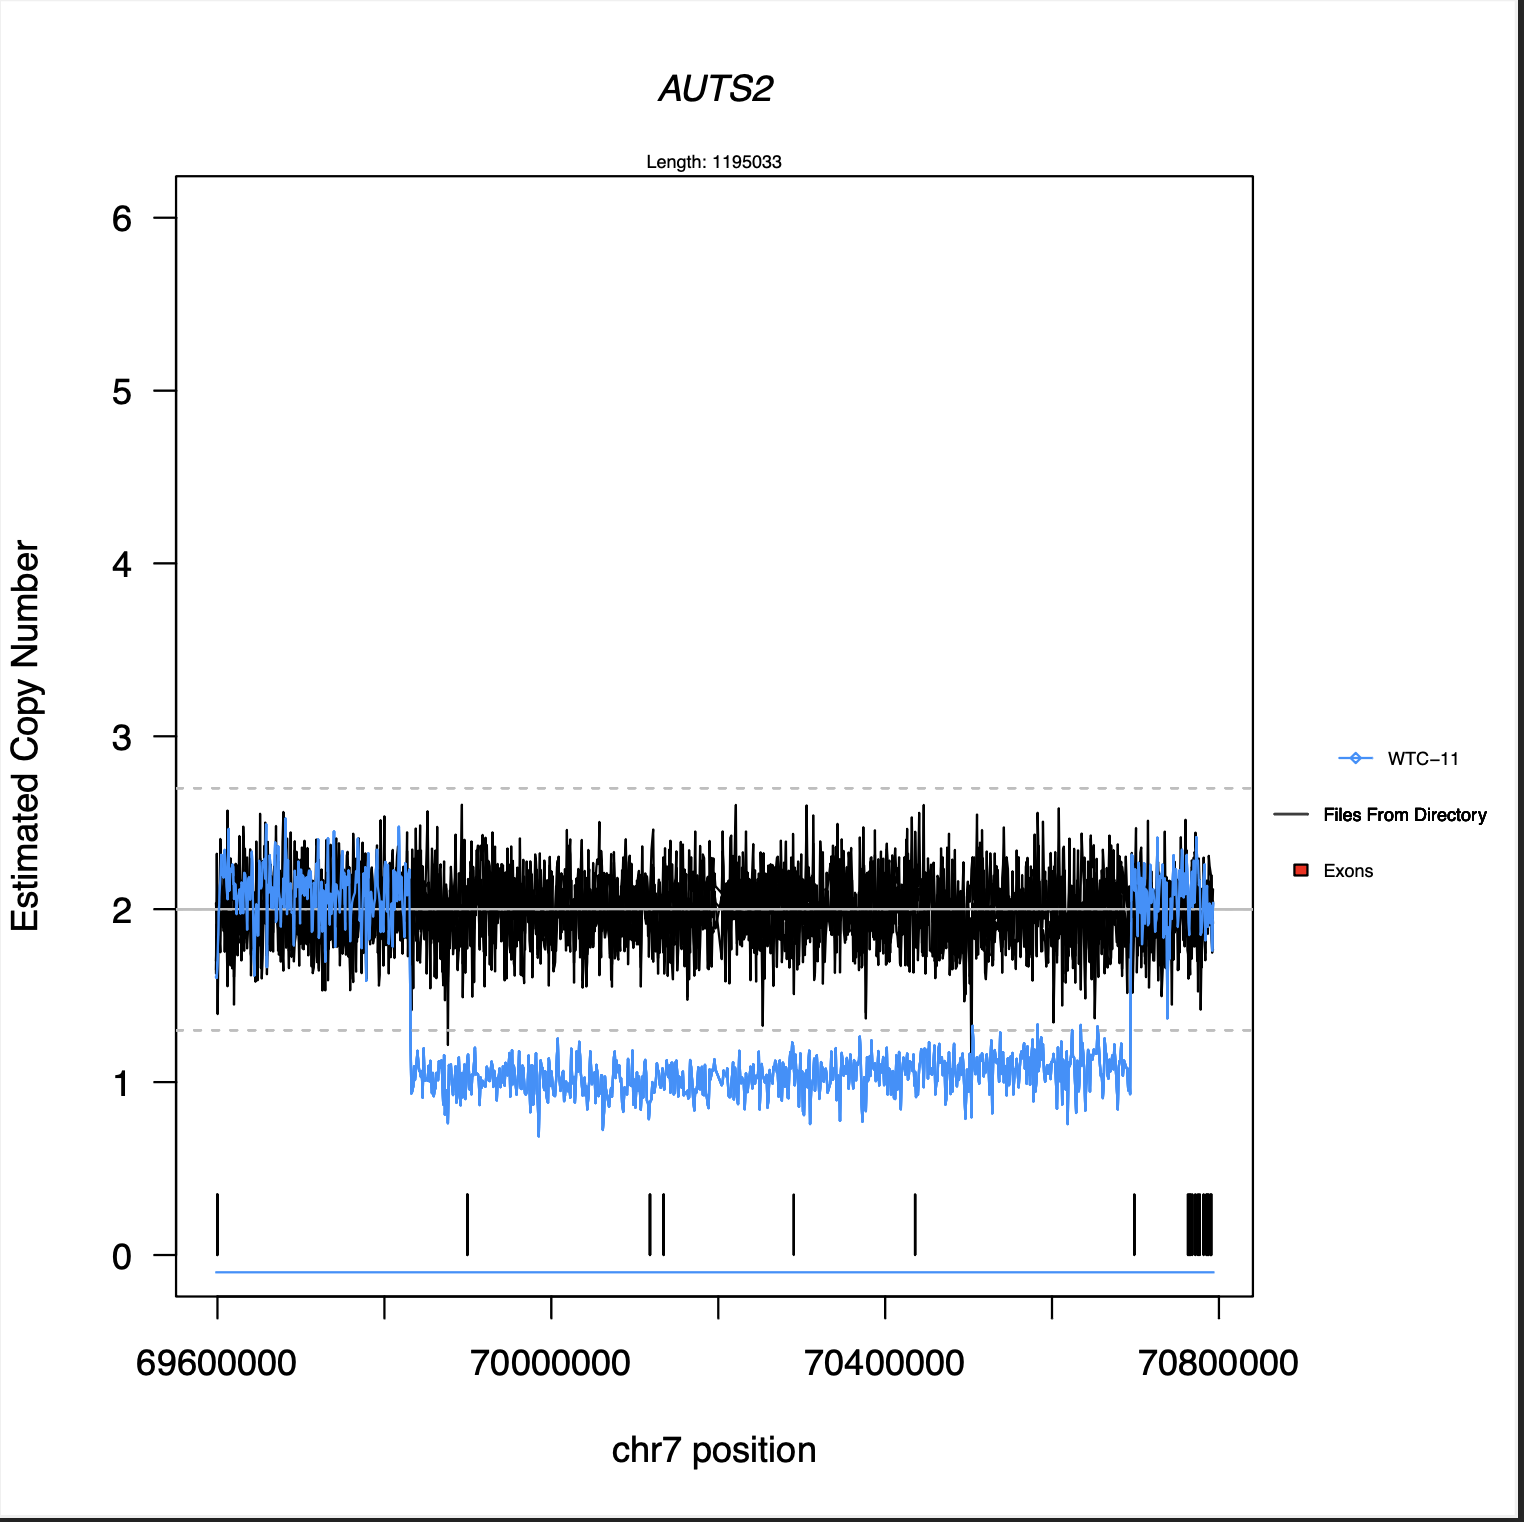 AUTS2
Length: 1195033
Estimated Copy Number
6
5
4
3
2
1
0
69600000 70000000 70400000 70800000
chr7 position
WTC−11
Files From Directory
Exons